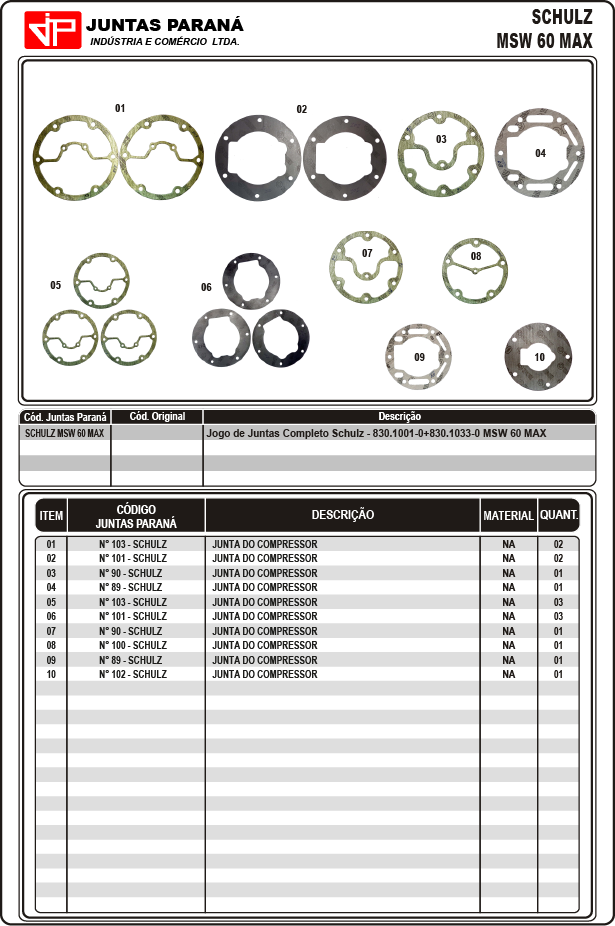 JP
JUNTAS PARANÁ
INDÚSTRIA E COMÉRCIO LTDA.
SCHULZ
MSW 60 MAX
01
02
03
04
05
06
07
08
09
10
Cód. Juntas Paraná Cód. Original Descrição
SCHULZ MSW 60 MAX Jogo de Juntas Completo Schulz - 830.1001-0+830.1033-0 MSW 60 MAX
ITEM CÓDIGO JUNTAS PARANÁ DESCRIÇÃO MATERIAL QUANT.
01 N° 103 - SCHULZ JUNTA DO COMPRESSOR NA 02
02 N° 101 - SCHULZ JUNTA DO COMPRESSOR NA 02
03 N° 90 - SCHULZ JUNTA DO COMPRESSOR NA 01
04 N° 89 - SCHULZ JUNTA DO COMPRESSOR NA 01
05 N° 103 - SCHULZ JUNTA DO COMPRESSOR NA 03
06 N° 101 - SCHULZ JUNTA DO COMPRESSOR NA 03
07 N° 90 - SCHULZ JUNTA DO COMPRESSOR NA 01
08 N° 100 - SCHULZ JUNTA DO COMPRESSOR NA 01
09 N° 89 - SCHULZ JUNTA DO COMPRESSOR NA 01
10 N° 102 - SCHULZ JUNTA DO COMPRESSOR NA 01